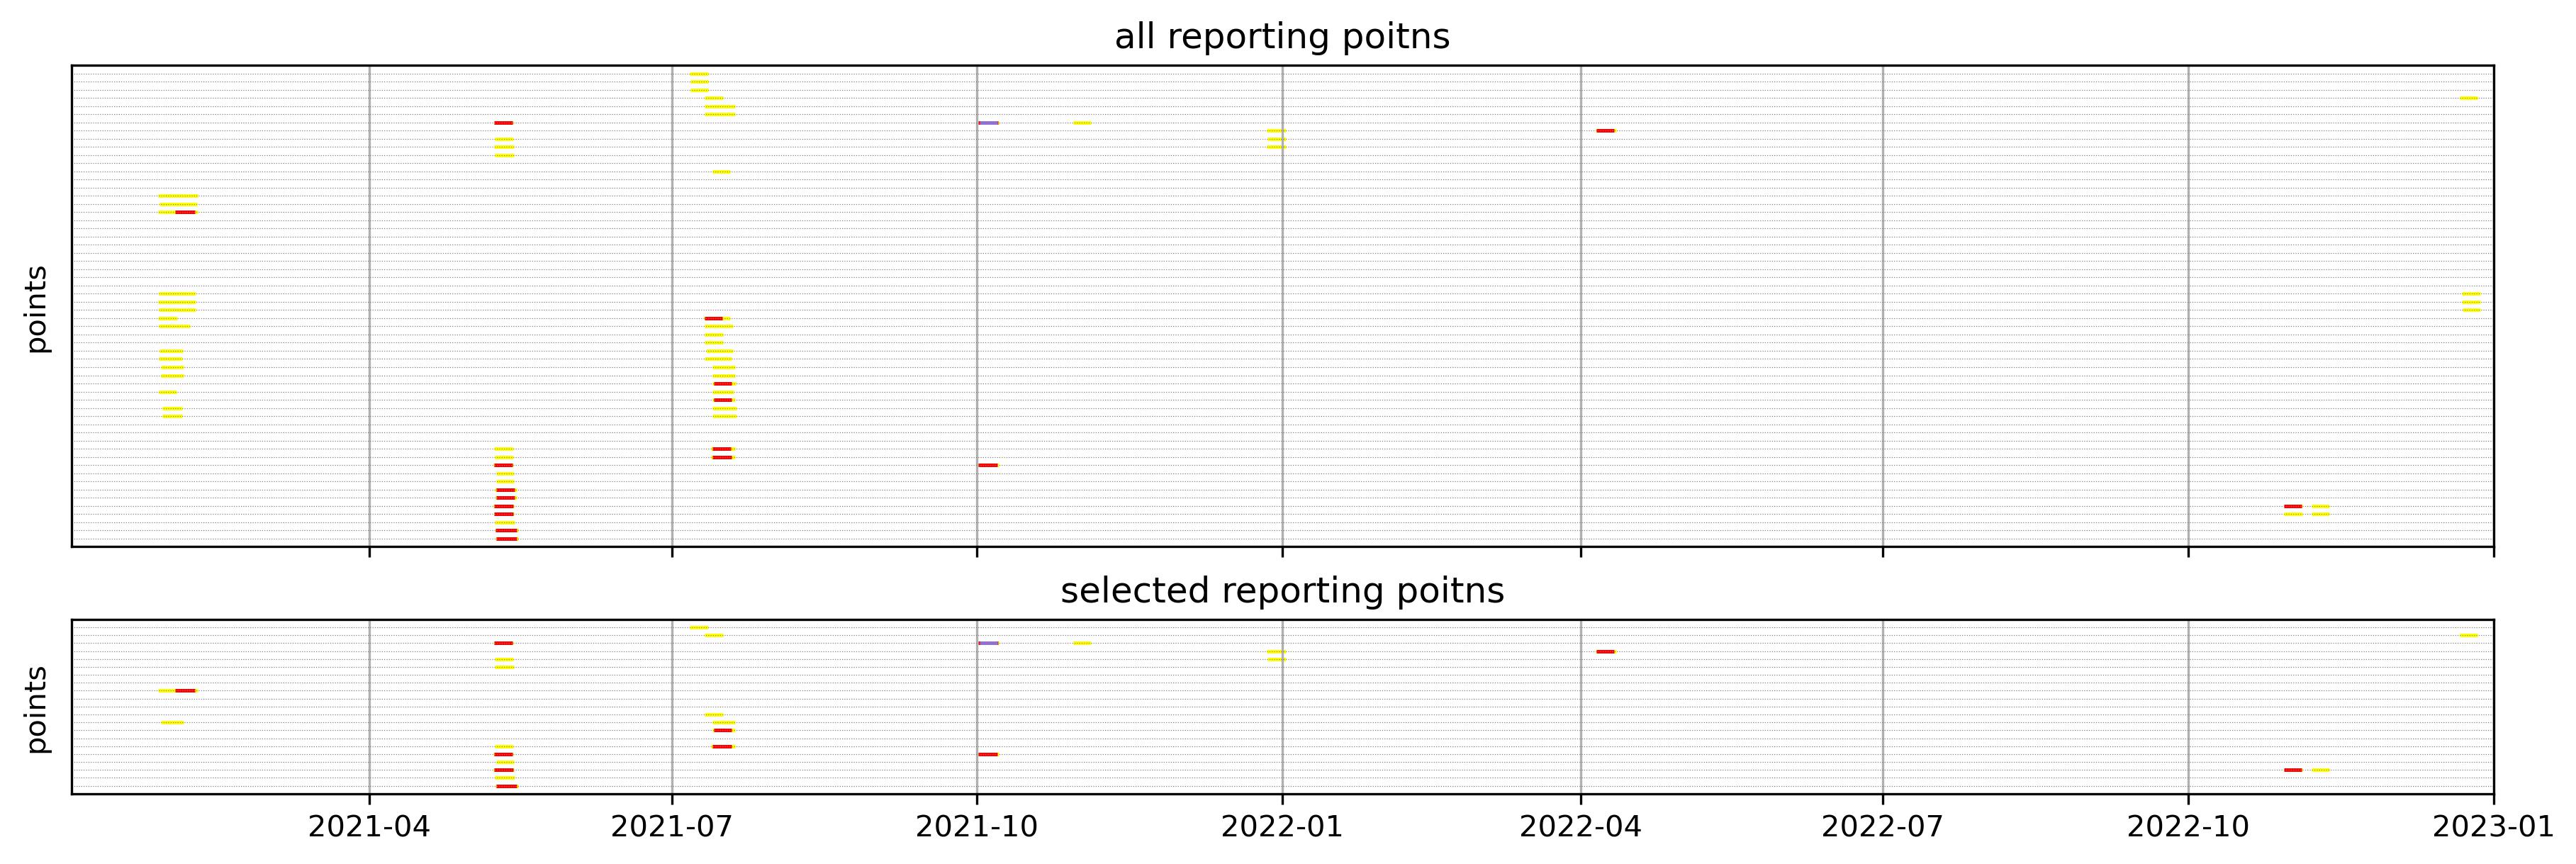 all reporting poitns
points
selected reporting poitns
points
2021-04 2021-07 2021-10 2022-01 2022-04 2022-07 2022-10 2023-01